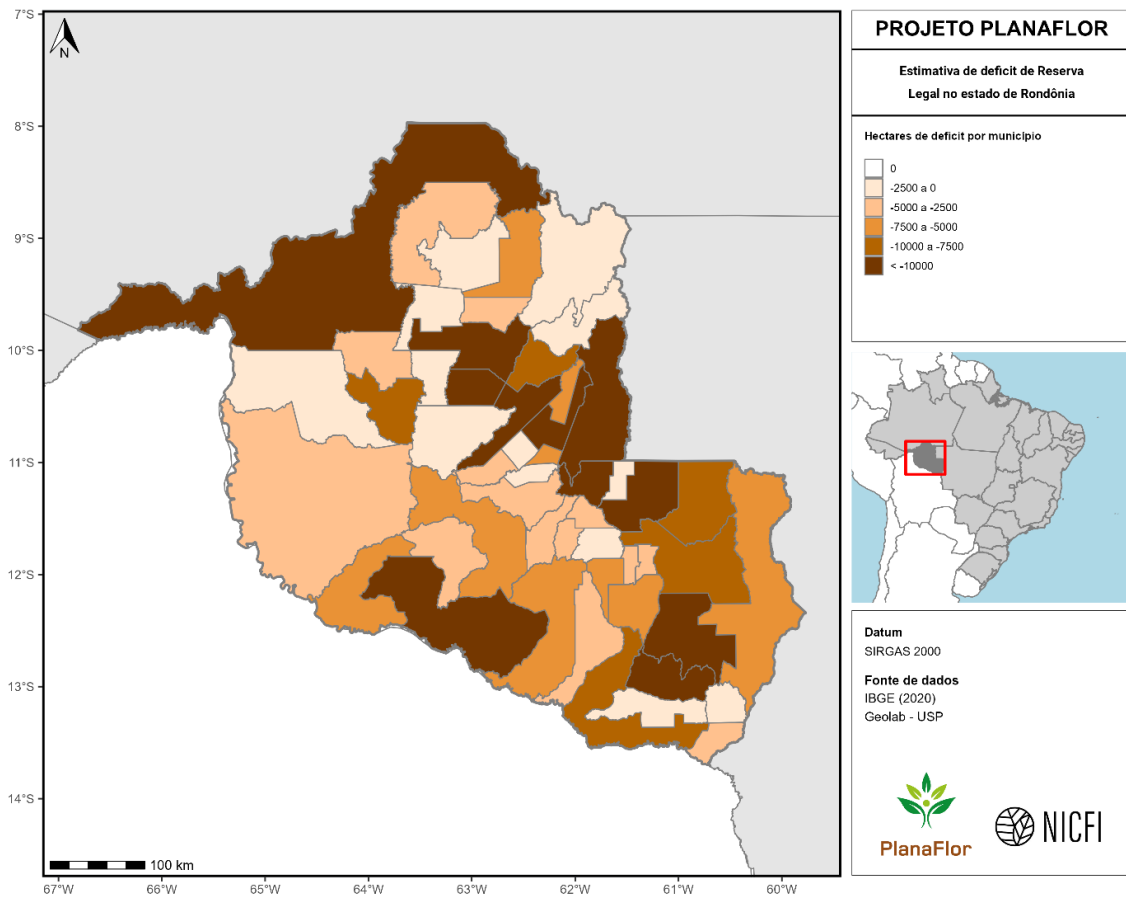 7°S
8°S
9°S
10°S
11°S
12°S
13°S
14°S
67°W
66°W
65°W
64°W
63°W
62°W
61°W
60°W
N
100 km
PROJETO PLANAFLOR
Estimativa de deficit de Reserva
Legal no estado de Rondônia
Hectares de deficit por município
0
-2500 a 0
-5000 a -2500
-7500 a -5000
-10000 a -7500
< -10000
Datum
SIRGAS 2000
Fonte de dados
IBGE (2020)
Geolab - USP
PlanaFlor
NICFI